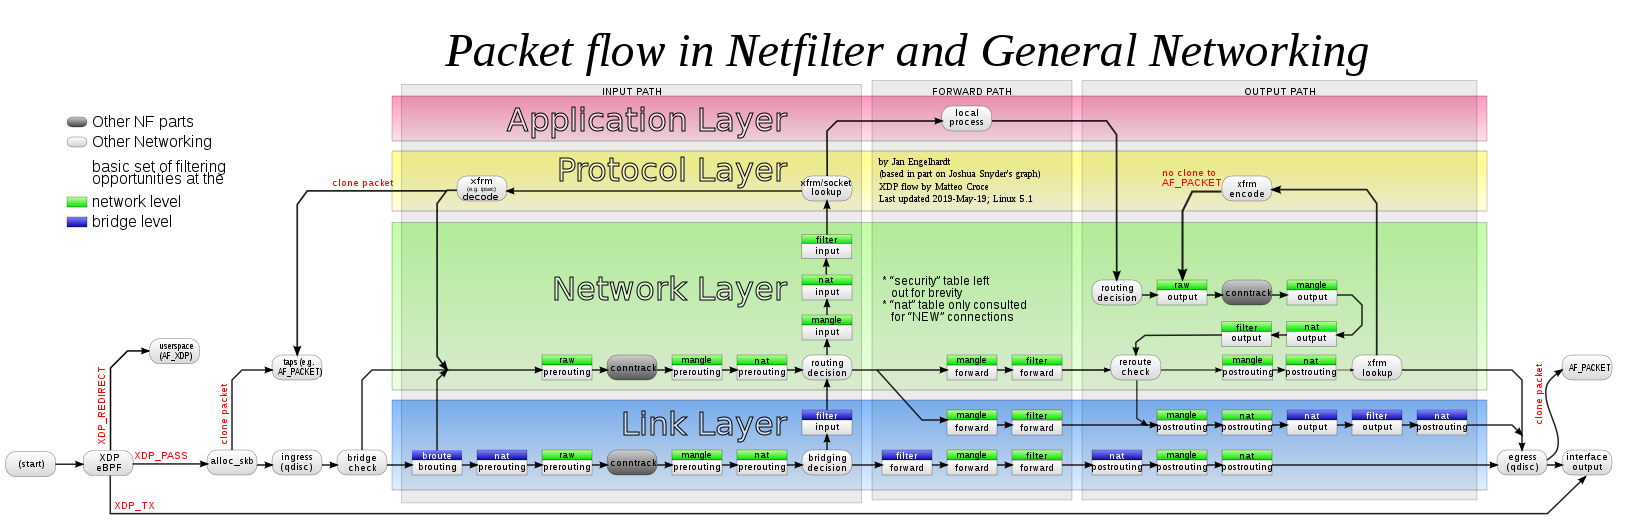 Packet flow in Netfilter and General Networking
INPUT PATH
FORWARD PATH
OUTPUT PATH
Other NF parts
Other Networking
basic set of filtering
opportunities at the
network level
bridge level
Application Layer
local
process
Protocol Layer
clone packet
xfrm
(e.g. ipsec)
decode
xfrm/socket
lookup
by Jan Engelhardt
(based in part on Joshua Snyder's graph)
XDP flow by Matteo Croce
Last updated 2019-May-19; Linux 5.1
no clone to
AF_PACKET
xfrm
encode
Network Layer
filter
input
nat
input
mangle
input
* “security” table left
out for brevity
* “nat” table only consulted
for “NEW” connections
routing
decision
raw
output
conntrack
mangle
output
filter
output
nat
output
userspace
(AF_XDP)
taps (e.g.
AF_PACKET)
raw
prerouting
conntrack
mangle
prerouting
nat
prerouting
routing
decision
mangle
forward
filter
forward
reroute
check
mangle
postrouting
nat
postrouting
xfrm
lookup
AF_PACKET
XDP_REDIRECT
clone packet
clone packet
Link Layer
filter
input
mangle
forward
filter
forward
mangle
postrouting
nat
postrouting
nat
output
filter
output
nat
postrouting
(start)
XDP
eBPF
XDP_PASS
alloc_skb
ingress
(qdisc)
bridge
check
broute
brouting
nat
prerouting
raw
prerouting
conntrack
mangle
prerouting
nat
prerouting
bridging
decision
filter
forward
mangle
forward
filter
forward
nat
postrouting
mangle
postrouting
nat
postrouting
egress
(qdisc)
interface
output
XDP_TX